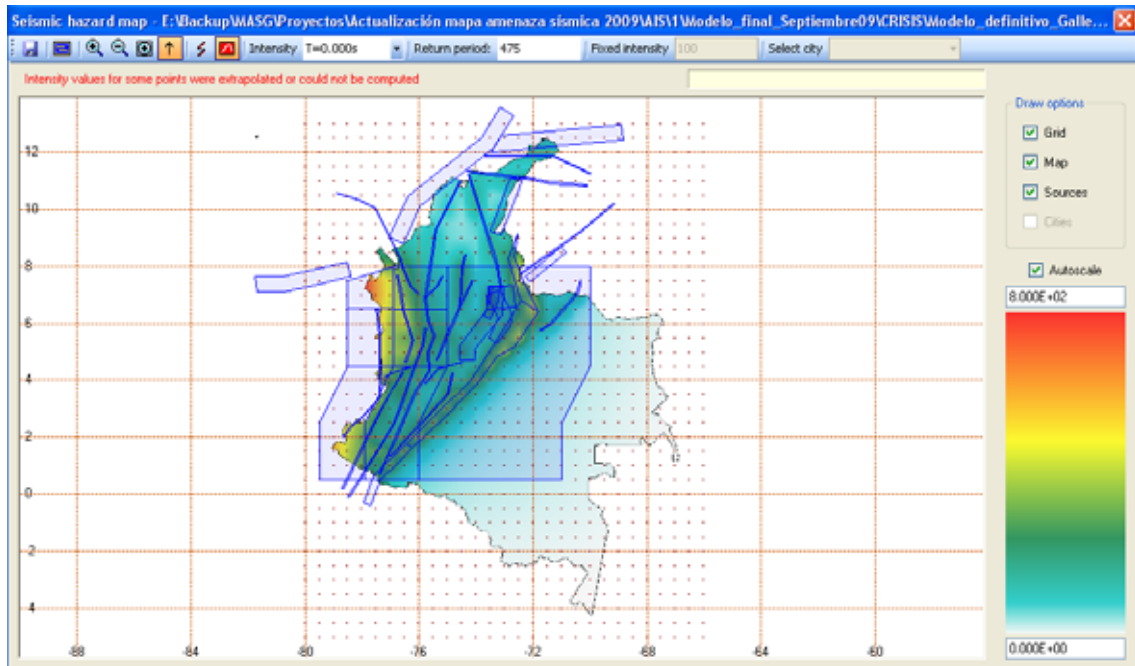 Seismic hazard map - E:\Backup\MASG\Proyectos\Actualización mapa amenaza sísmica 2009\AIS\1\Modelo_final_Septiembre09\CRISIS\Modelo_definitivo_Galle...
Intensity T=0.000s Return period: 475 Fixed intensity 100 Select city
Intensity values for some points were extrapolated or could not be computed
Draw options
Grid
Map
Sources
Cities
Autoscale
8.000E+02
0.000E+00
12
10
8
6
4
2
0
-2
-4
-88 -84 -80 -76 -72 -68 -64 -60